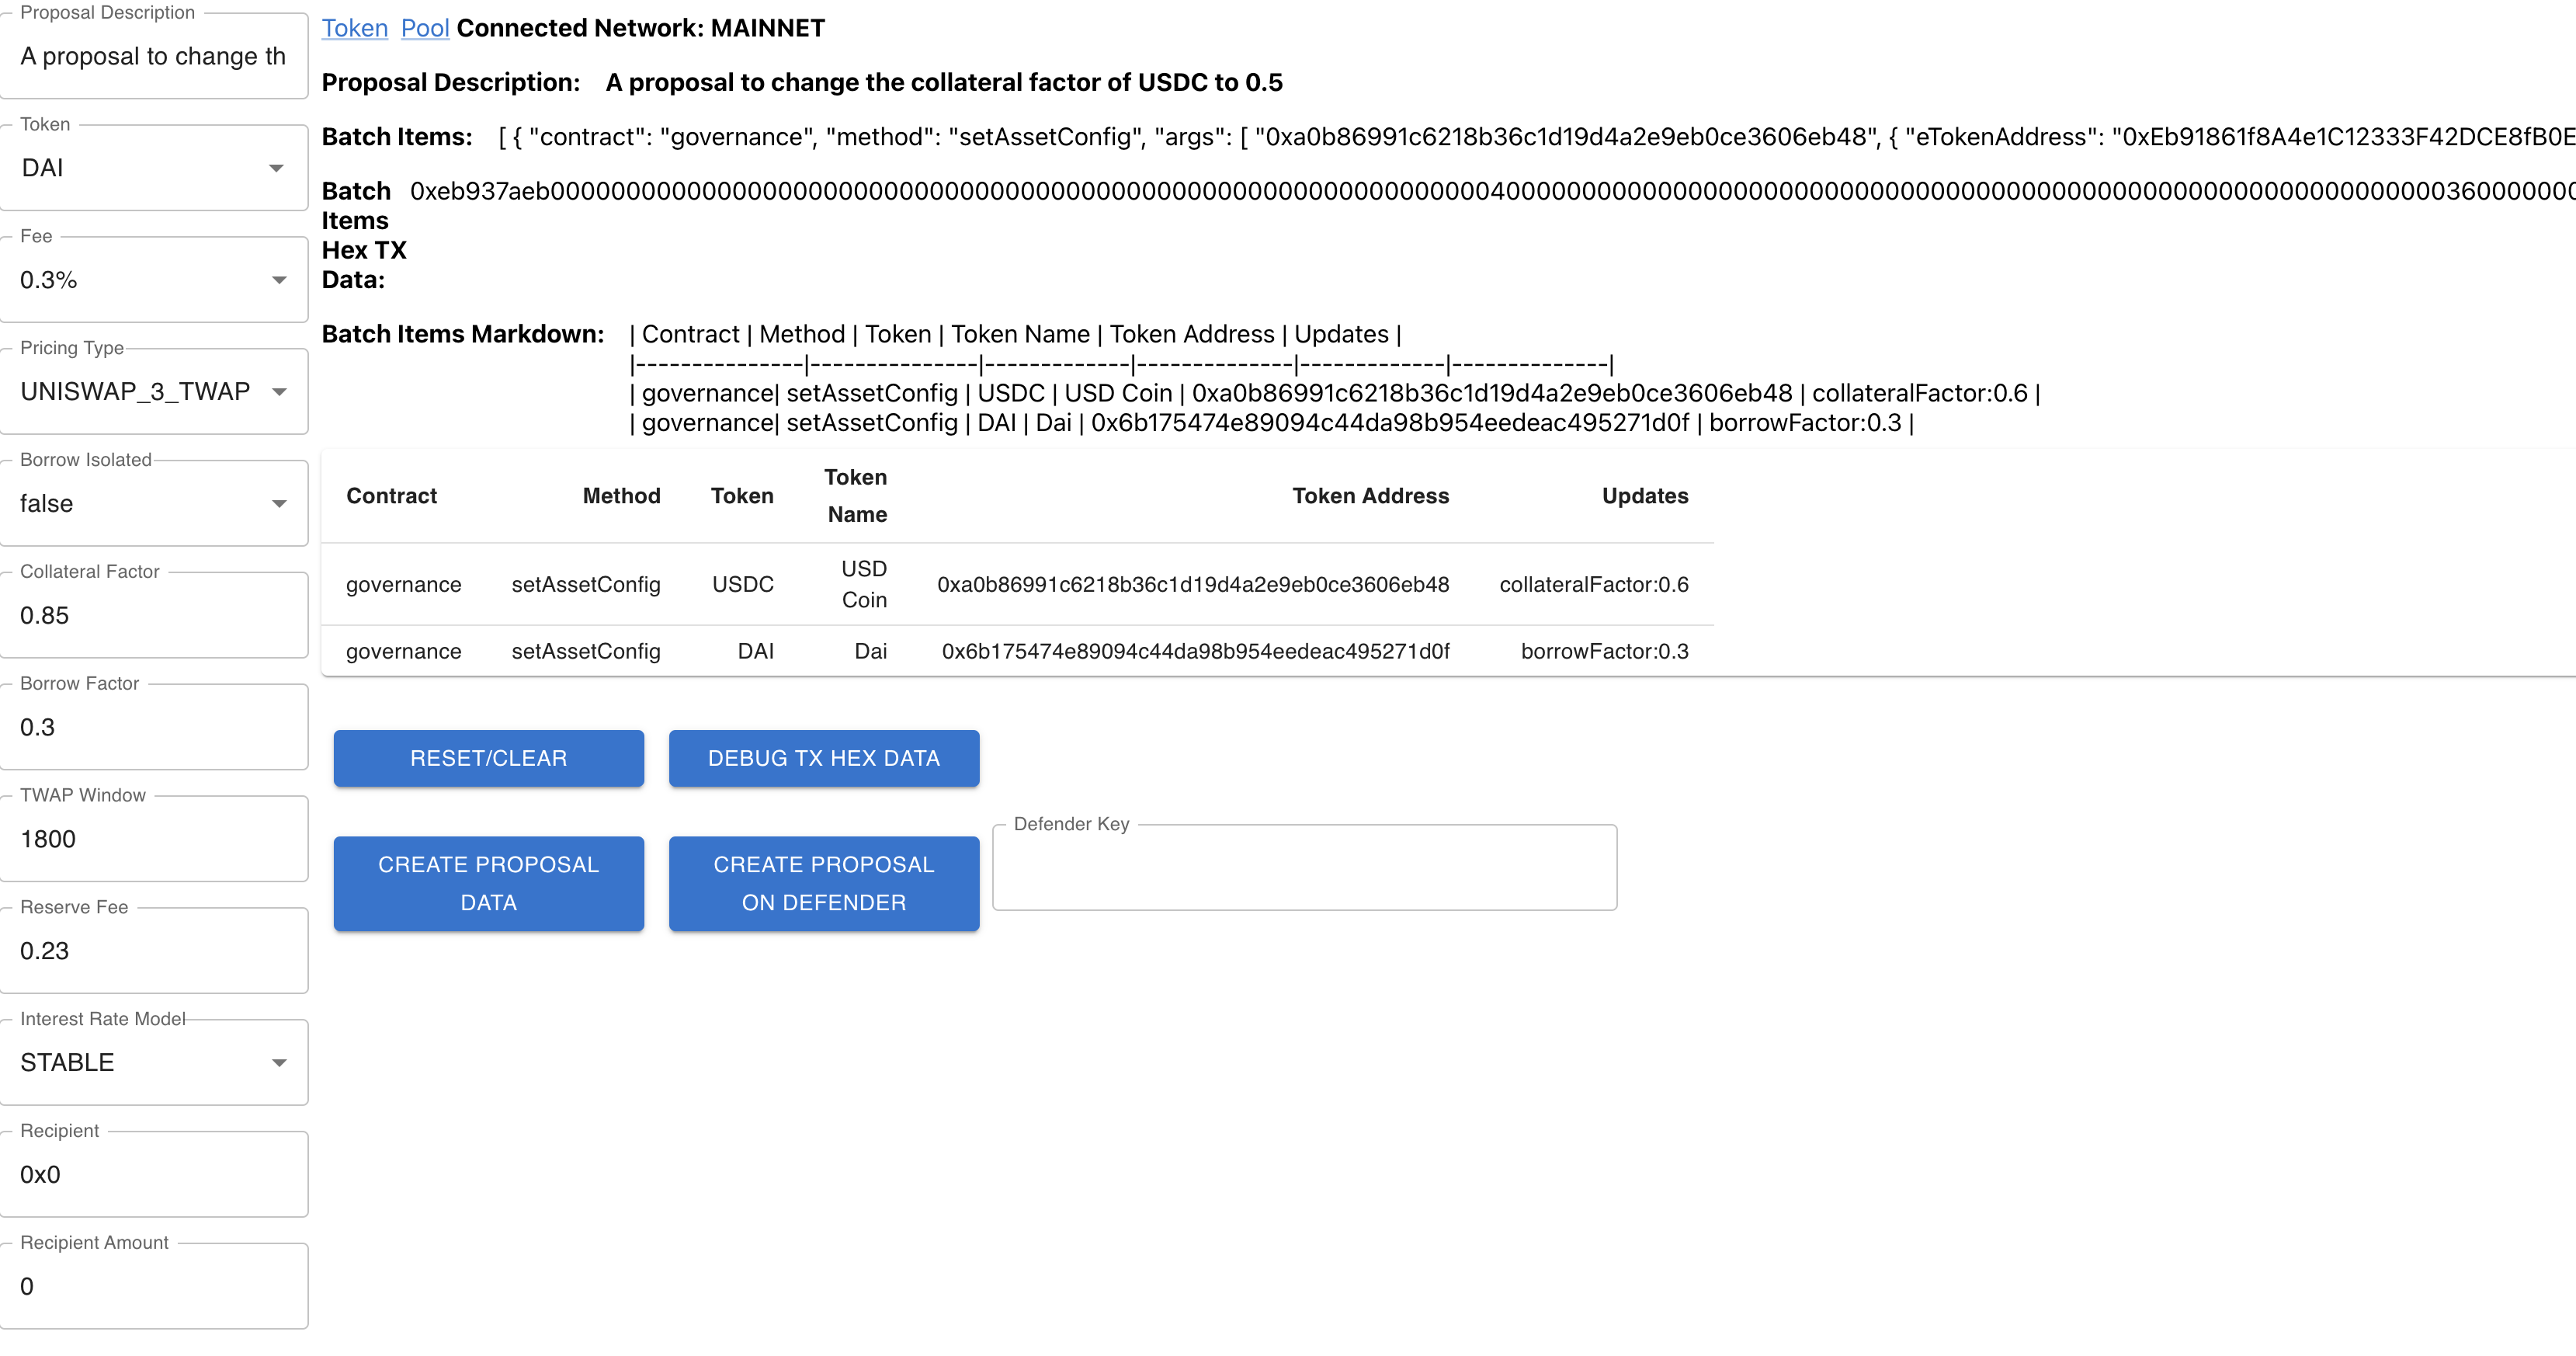 Proposal Description
A proposal to change th
Token
DAI
Fee
0.3%
Pricing Type
UNISWAP_3_TWAP
Borrow Isolated
false
Collateral Factor
0.85
Borrow Factor
0.3
TWAP Window
1800
Reserve Fee
0.23
Interest Rate Model
STABLE
Recipient
0x0
Recipient Amount
0
Token Pool Connected Network: MAINNET
Proposal Description: A proposal to change the collateral factor of USDC to 0.5
Batch Items: [ { "contract": "governance", "method": "setAssetConfig", "args": [ "0xa0b86991c6218b36c1d19d4a2e9eb0ce3606eb48", { "eTokenAddress": "0xEb91861f8A4e1C12333F42DCE8fB0E
Batch
Items
Hex TX
Data:
Batch Items Markdown: | Contract | Method | Token | Token Name | Token Address | Updates |
|---------------|---------------|-------------|--------------|-------------|--------------|
| governance| setAssetConfig | USDC | USD Coin | 0xa0b86991c6218b36c1d19d4a2e9eb0ce3606eb48 | collateralFactor:0.6 |
| governance| setAssetConfig | DAI | Dai | 0x6b175474e89094c44da98b954eedeac495271d0f | borrowFactor:0.3 |
Contract Method Token Token Name Token Address Updates
governance setAssetConfig USDC USD Coin 0xa0b86991c6218b36c1d19d4a2e9eb0ce3606eb48 collateralFactor:0.6
governance setAssetConfig DAI Dai 0x6b175474e89094c44da98b954eedeac495271d0f borrowFactor:0.3
RESET/CLEAR
DEBUG TX HEX DATA
CREATE PROPOSAL
DATA
CREATE PROPOSAL
ON DEFENDER
Defender Key